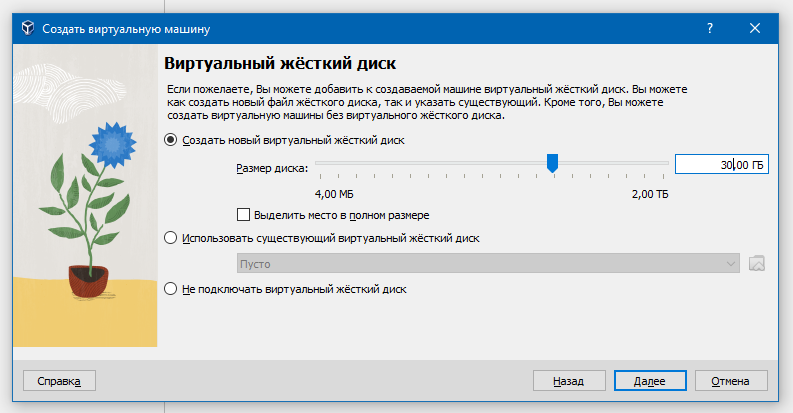 Создать виртуальную машину
Виртуальный жёсткий диск
Если пожелаете, Вы можете добавить к создаваемой машине виртуальный жёсткий диск. Вы можете
как создать новый файл жёсткого диска, так и указать существующий. Кроме того, Вы можете
создать виртуальную машины без виртуального жёсткого диска.
Создать новый виртуальный жёсткий диск
Размер диска:
30,00 ГБ
4,00 МБ
2,00 ТБ
Выделить место в полном размере
Использовать существующий виртуальный жёсткий диск
Пусто
Не подключать виртуальный жёсткий диск
Справка
Назад
Далее
Отмена